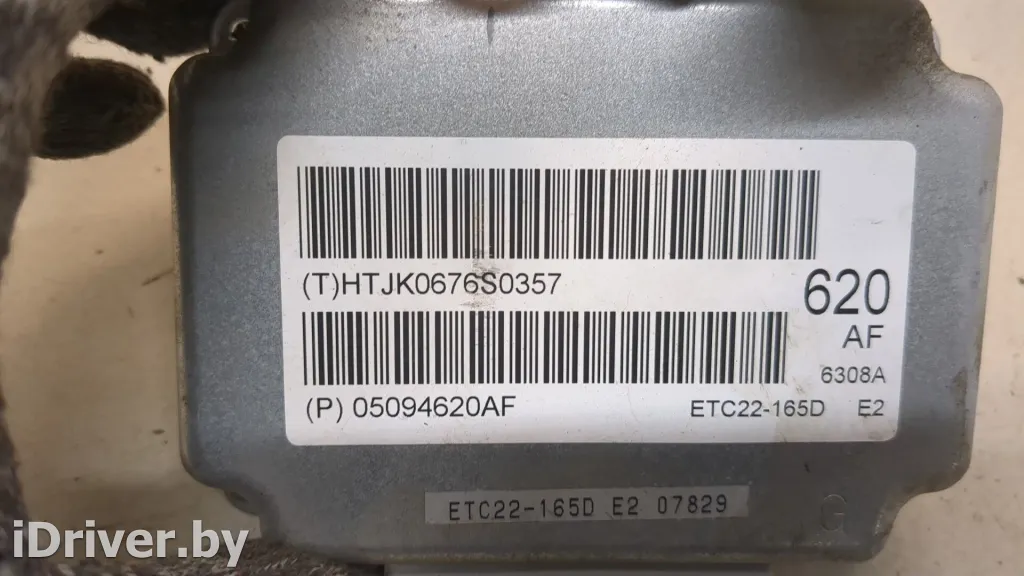 (T)HTJK0676S0357
620
AF
6308A
(P) 05094620AF
ETC22-165D E2
ETC22-165D E2 07829
G
iDriver.by